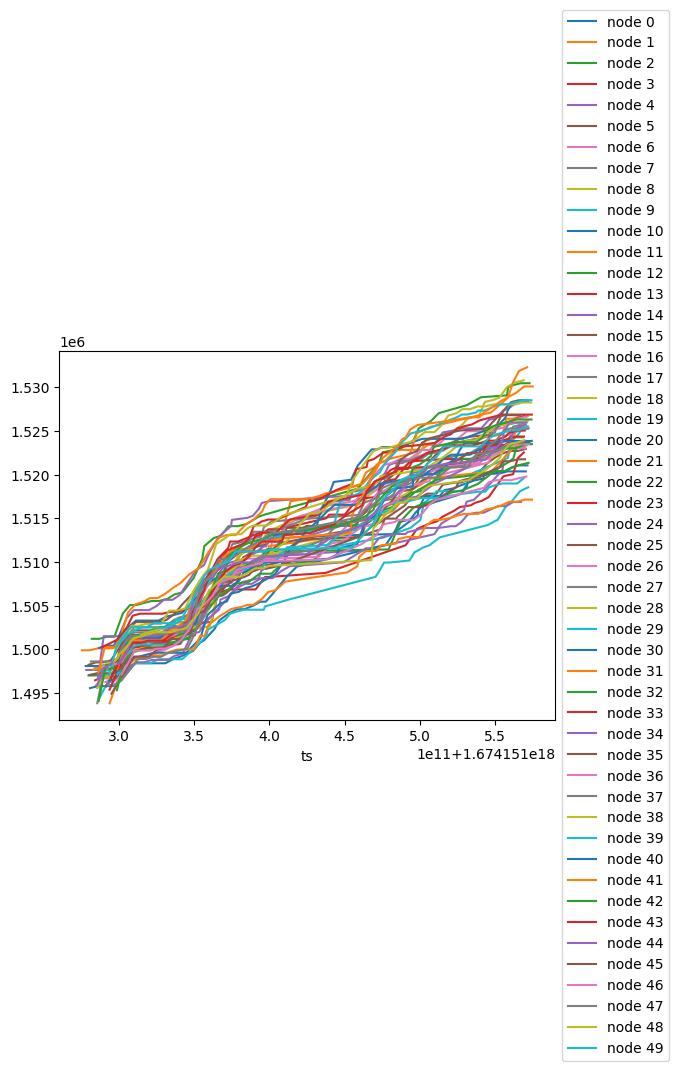 1e6
1.530
1.525
1.520
1.515
1.510
1.505
1.500
1.495
3.0 3.5 4.0 4.5 5.0 5.5
ts
1e11+1.674151e18
node 0
node 1
node 2
node 3
node 4
node 5
node 6
node 7
node 8
node 9
node 10
node 11
node 12
node 13
node 14
node 15
node 16
node 17
node 18
node 19
node 20
node 21
node 22
node 23
node 24
node 25
node 26
node 27
node 28
node 29
node 30
node 31
node 32
node 33
node 34
node 35
node 36
node 37
node 38
node 39
node 40
node 41
node 42
node 43
node 44
node 45
node 46
node 47
node 48
node 49